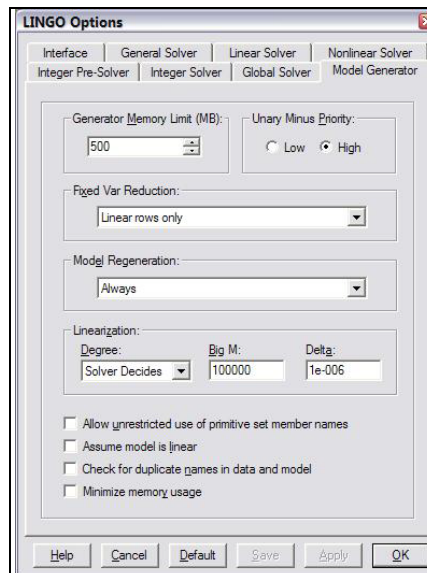 LINGO Options
Interface General Solver Linear Solver Nonlinear Solver
Integer Pre-Solver Integer Solver Global Solver Model Generator
Generator Memory Limit (MB): Unary Minus Priority:
500 Low High
Fixed Var Reduction:
Linear rows only
Model Regeneration:
Always
Linearization:
Degree: Big M: Delta:
Solver Decides 100000 1e-006
Allow unrestricted use of primitive set member names
Assume model is linear
Check for duplicate names in data and model
Minimize memory usage
Help Cancel Default Save Apply OK